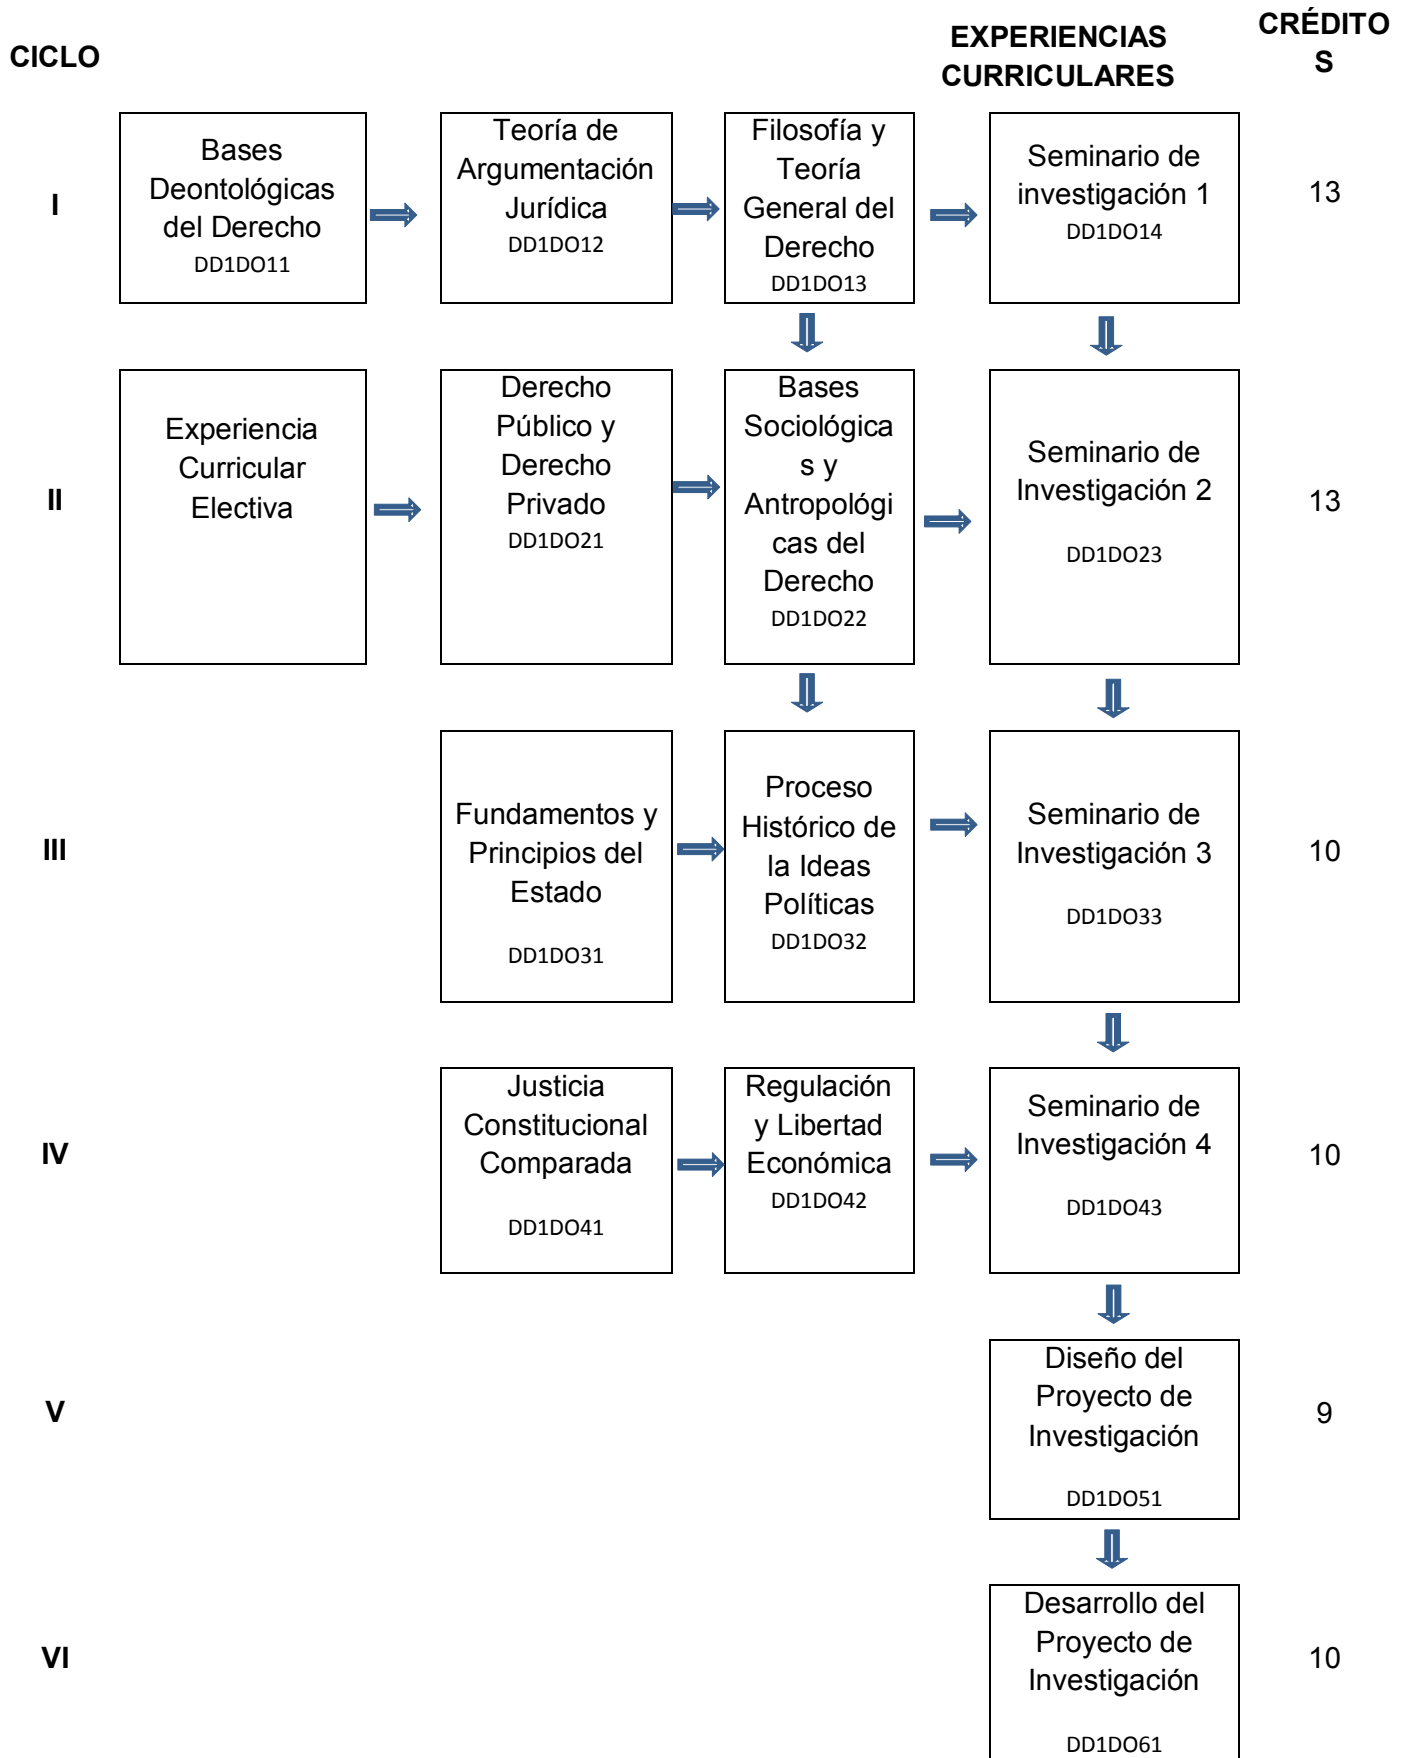 CICLO
EXPERIENCIAS
CURRICULARES
CRÉDITO
S
I
Bases
Deontológicas
del Derecho
DD1DO11
Teoría de
Argumentación
Jurídica
DD1DO12
Filosofía y
Teoría
General del
Derecho
DD1DO13
Seminario de
investigación 1
DD1DO14
13
II
Experiencia
Curricular
Electiva
Derecho
Público y
Derecho
Privado
DD1DO21
Bases
Sociológica
s y
Antropológi
cas del
Derecho
DD1DO22
Seminario de
Investigación 2
DD1DO23
13
III
Fundamentos y
Principios del
Estado
DD1DO31
Proceso
Histórico de
la Ideas
Políticas
DD1DO32
Seminario de
Investigación 3
DD1DO33
10
IV
Justicia
Constitucional
Comparada
DD1DO41
Regulación
y Libertad
Económica
DD1DO42
Seminario de
Investigación 4
DD1DO43
10
V
Diseño del
Proyecto de
Investigación
DD1DO51
9
VI
Desarrollo del
Proyecto de
Investigación
DD1DO61
10